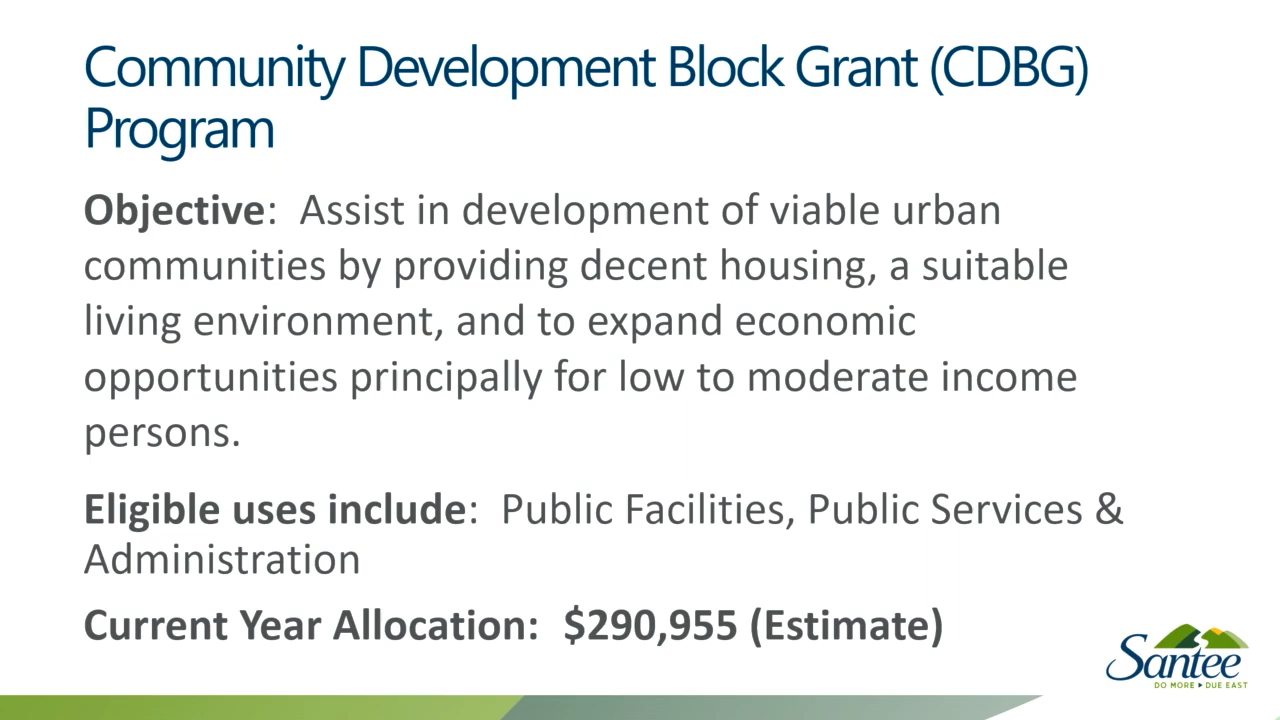 Community Development Block Grant (CDBG)
Program
Objective: Assist in development of viable urban
communities by providing decent housing, a suitable
living environment, and to expand economic
opportunities principally for low to moderate income
persons.
Eligible uses include: Public Facilities, Public Services &
Administration
Current Year Allocation: $290,955 (Estimate)
Santee
DO MORE ▸ DUE EAST